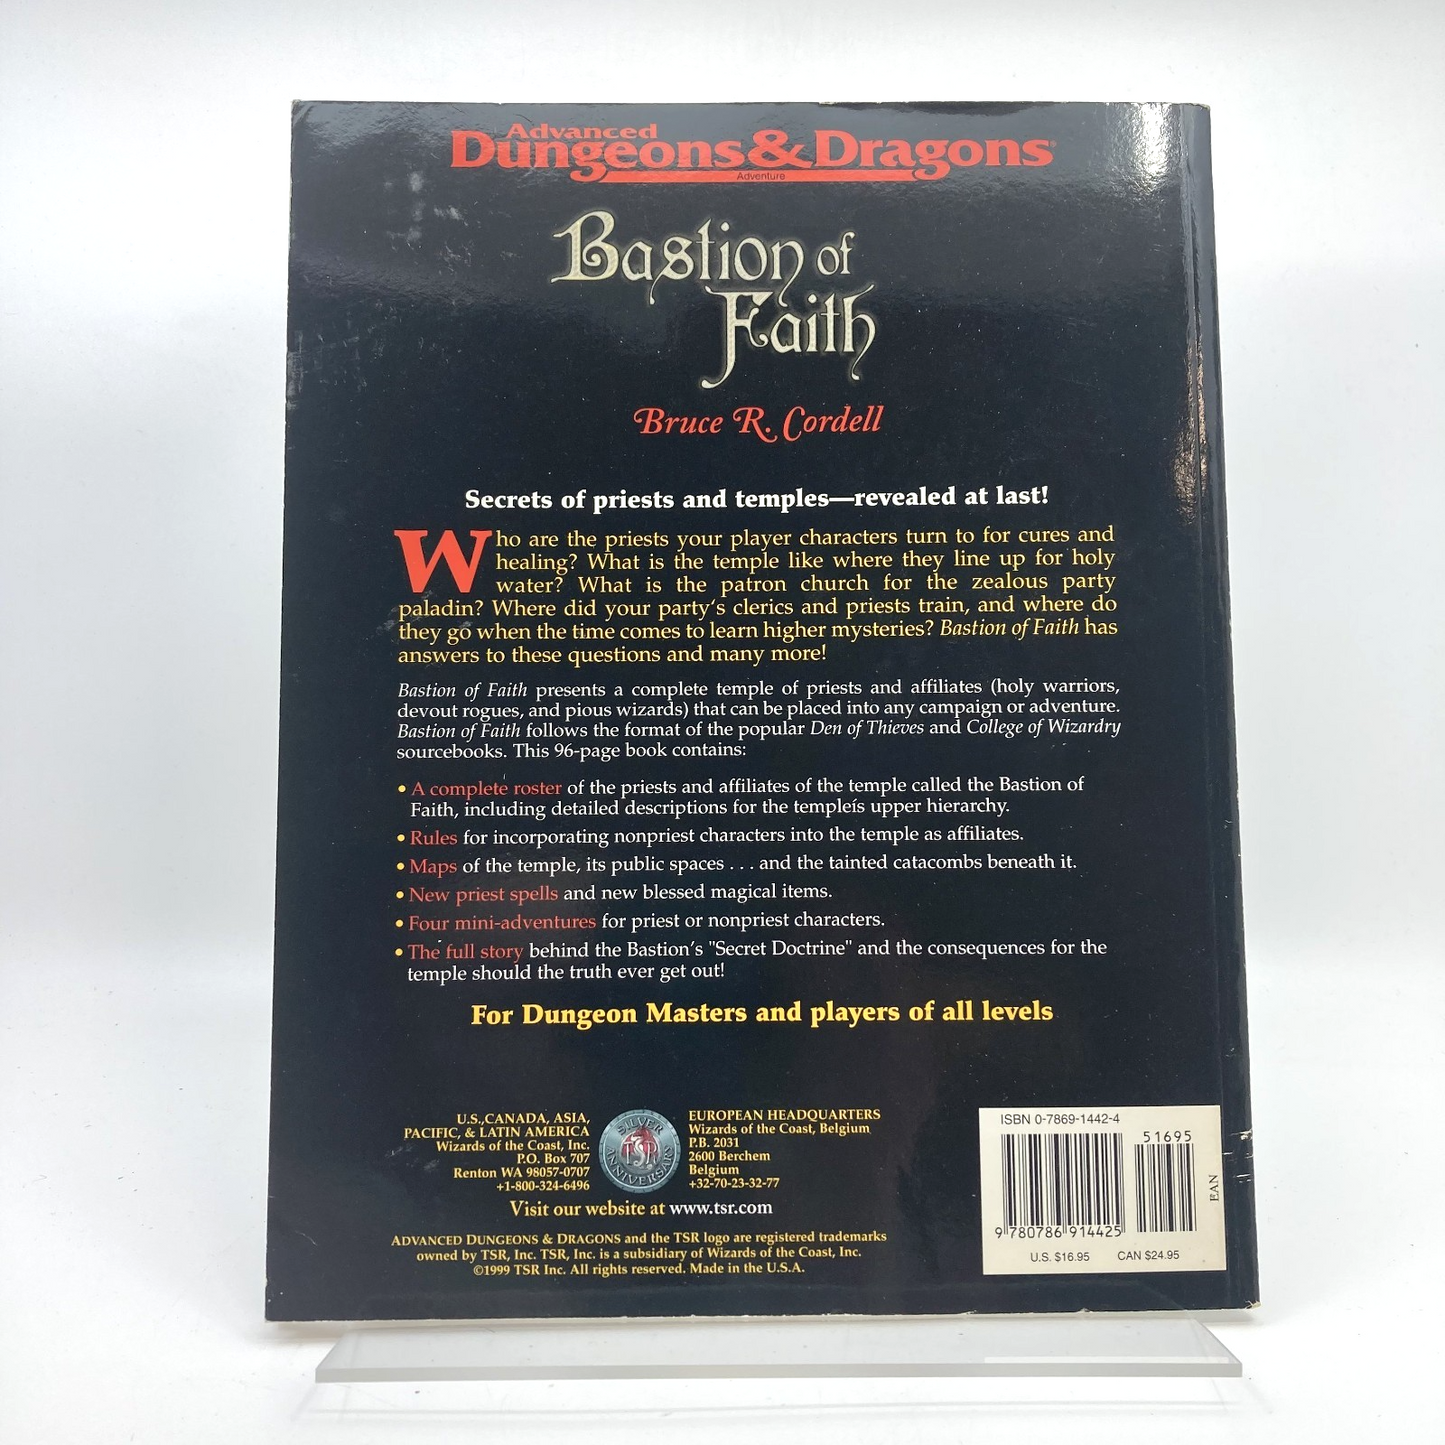 Advanced
Dungeons & Dragons®
Adventure
Bastion of
Faith
Bruce R. Cordell
Secrets of priests and temples—revealed at last!
Who are the priests your player characters turn to for cures and
healing? What is the temple like where they line up for holy
water? What is the patron church for the zealous party
paladin? Where did your party‘s clerics and priests train, and where do
they go when the time comes to learn higher mysteries? Bastion of Faith has
answers to these questions and many more!
Bastion of Faith presents a complete temple of priests and affiliates (holy warriors,
devout rogues, and pious wizards) that can be placed into any campaign or adventure.
Bastion of Faith follows the format of the popular Den of Thieves and College of Wizardry
sourcebooks. This 96-page book contains:
• A complete roster of the priests and affiliates of the temple called the Bastion of
Faith, including detailed descriptions for the templeís upper hierarchy.
• Rules for incorporating nonpriest characters into the temple as affiliates.
• Maps of the temple, its public spaces . . . and the tainted catacombs beneath it.
• New priest spells and new blessed magical items.
• Four mini-adventures for priest or nonpriest characters.
• The full story behind the Bastion’s "Secret Doctrine" and the consequences for the
temple should the truth ever get out!
For Dungeon Masters and players of all levels
U.S.,CANADA, ASIA,
PACIFIC, & LATIN AMERICA
Wizards of the Coast, Inc.
P.O. Box 707
Renton WA 98057-0707
+1-800-324-6496
SILVER
TSR
ANNIVERSARY
EUROPEAN HEADQUARTERS
Wizards of the Coast, Belgium
P.B. 2031
2600 Berchem
Belgium
+32-70-23-32-77
Visit our website at www.tsr.com
ADVANCED DUNGEONS & DRAGONS and the TSR logo are registered trademarks
owned by TSR, Inc. TSR, Inc. is a subsidiary of Wizards of the Coast, Inc.
©1999 TSR Inc. All rights reserved. Made in the U.S.A.
ISBN 0-7869-1442-4
51695
EAN
9 780786 914425
U.S. $16.95 CAN $24.95